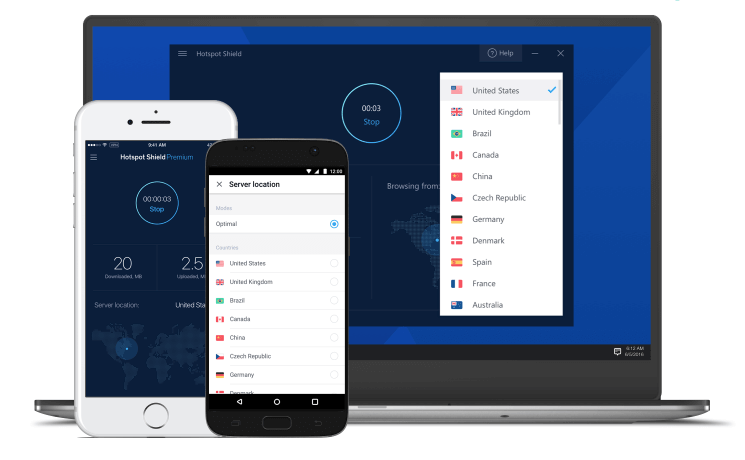 Hotspot Shield
Help
00:03
Stop
Browsing from:
United States
United Kingdom
Brazil
Canada
China
Czech Republic
Germany
Denmark
Spain
France
Australia
6:12 AM
9:41 AM
Hotspot Shield Premium
00:00:03
Stop
20
Downloaded, MB
2.5
Uploaded,
Server location:
United
12:00
Server location
Modes
Optimal
Countries
United States
United Kingdom
Brazil
Canada
China
Czech Republic
Germany
Denmark